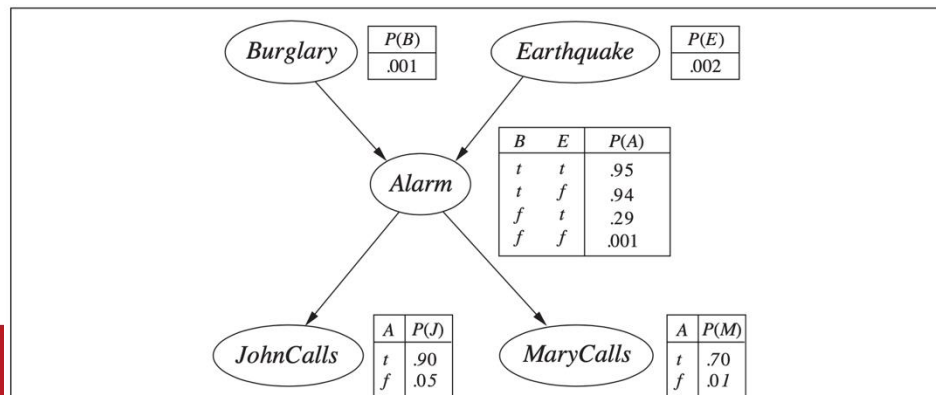 Burglary
P(B)
.001
Earthquake
P(E)
.002
Alarm
B E P(A)
t t .95
t f .94
f t .29
f f .001
JohnCalls
A P(J)
t .90
f .05
MaryCalls
A P(M)
t .70
f .01